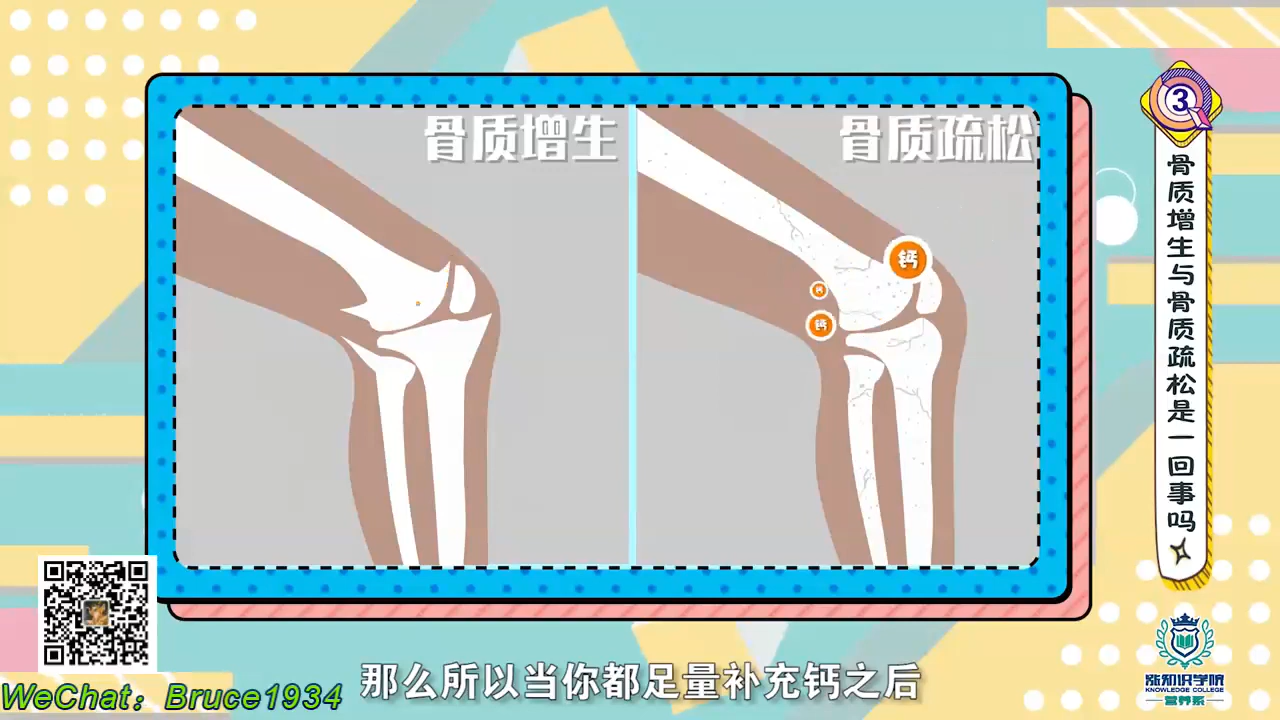 骨质增生
骨质疏松
钙
钙
钙
3
骨质增生与骨质疏松是一回事吗
那么所以当你都足量补充钙之后
WeChat：Bruce1934
涨知识学院
KNOWLEDGE COLLEGE
营养系